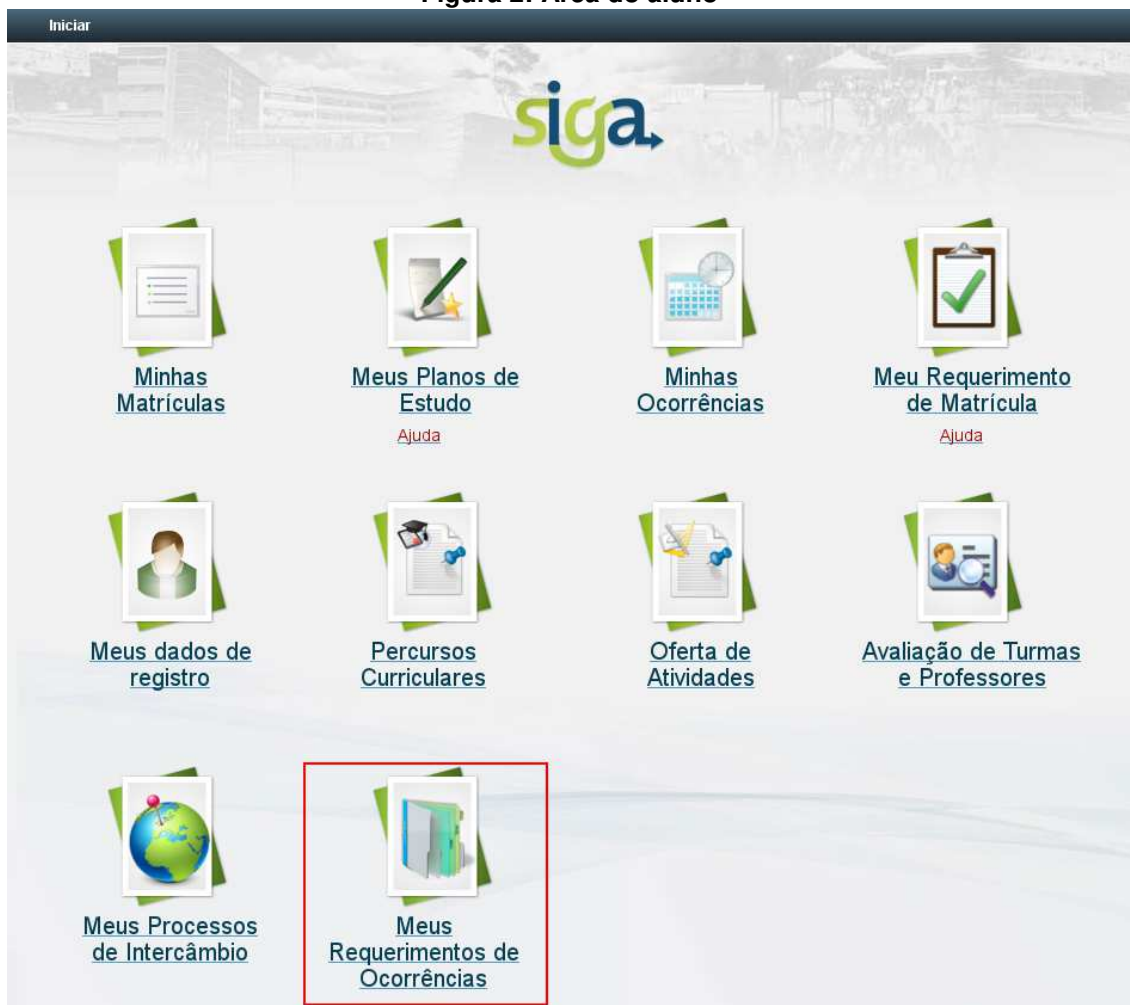 Figura 2: Área do aluno
Iniciar
siga
Minhas
Matrículas
Meus Planos de
Estudo
Ajuda
Minhas
Ocorrências
Meu Requerimento
de Matrícula
Ajuda
Meus dados de
registro
Percursos
Curriculares
Oferta de
Atividades
Avaliação de Turmas
e Professores
Meus Processos
de Intercâmbio
Meus
Requerimentos de
Ocorrências